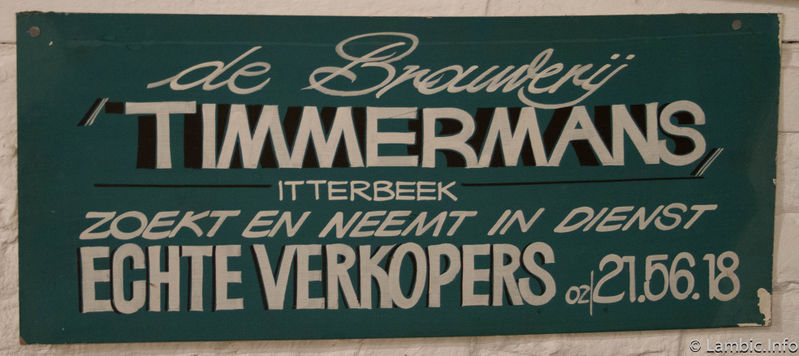 de Brouwerij
"TIMMERMANS"
ITTERBEEK
ZOEKT EN NEEMT IN DIENST
ECHTE VERKOPERS 02/21.56.18
© Lambic.Info